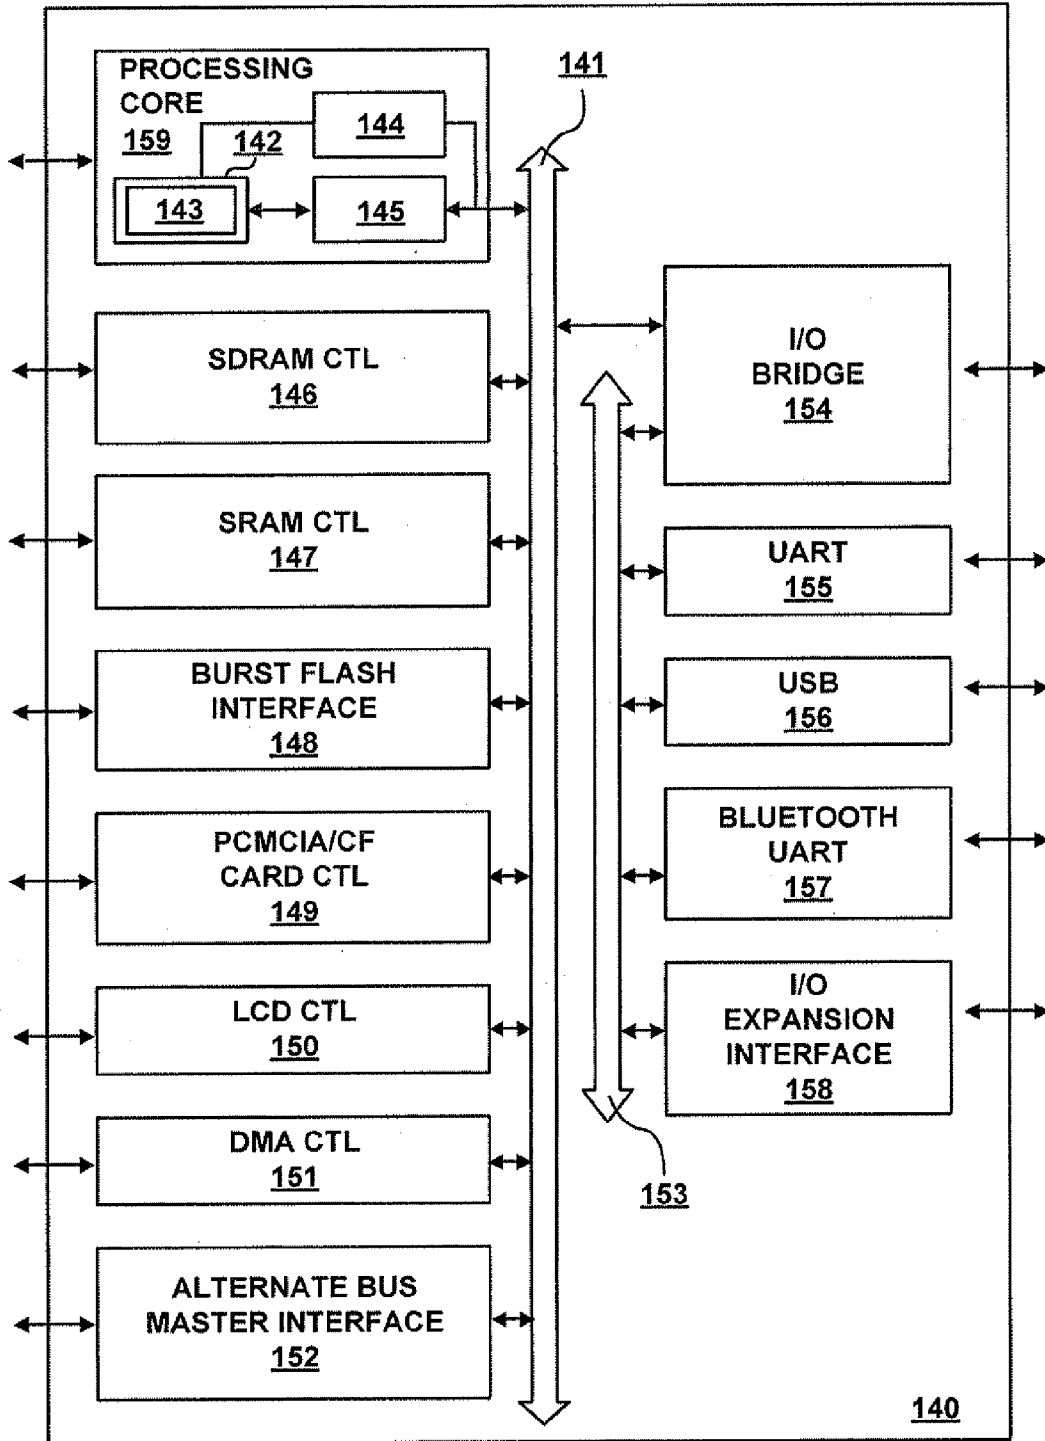 141
PROCESSING
CORE
159
142
144
143
145
SDRAM CTL
146
SRAM CTL
147
BURST FLASH
INTERFACE
148
PCMCIA/CF
CARD CTL
149
LCD CTL
150
DMA CTL
151
ALTERNATE BUS
MASTER INTERFACE
152
I/O
BRIDGE
154
UART
155
USB
156
BLUETOOTH
UART
157
I/O
EXPANSION
INTERFACE
158
153
140